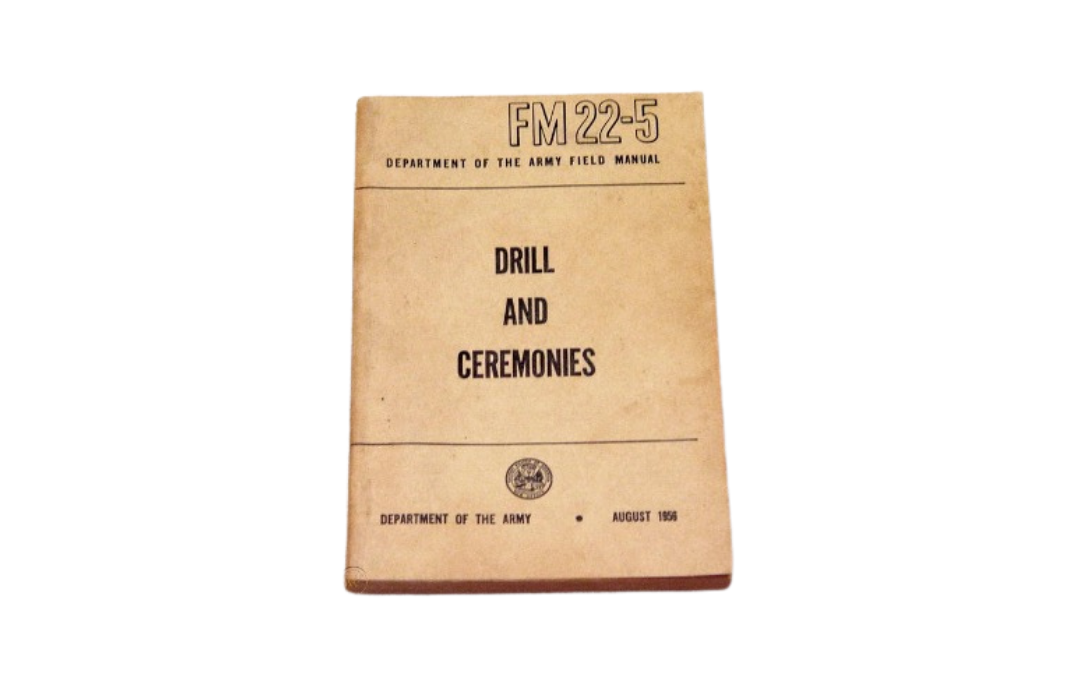 FM 22-5
DEPARTMENT OF THE ARMY FIELD MANUAL
DRILL
AND
CEREMONIES
DEPARTMENT OF THE ARMY • AUGUST 1956